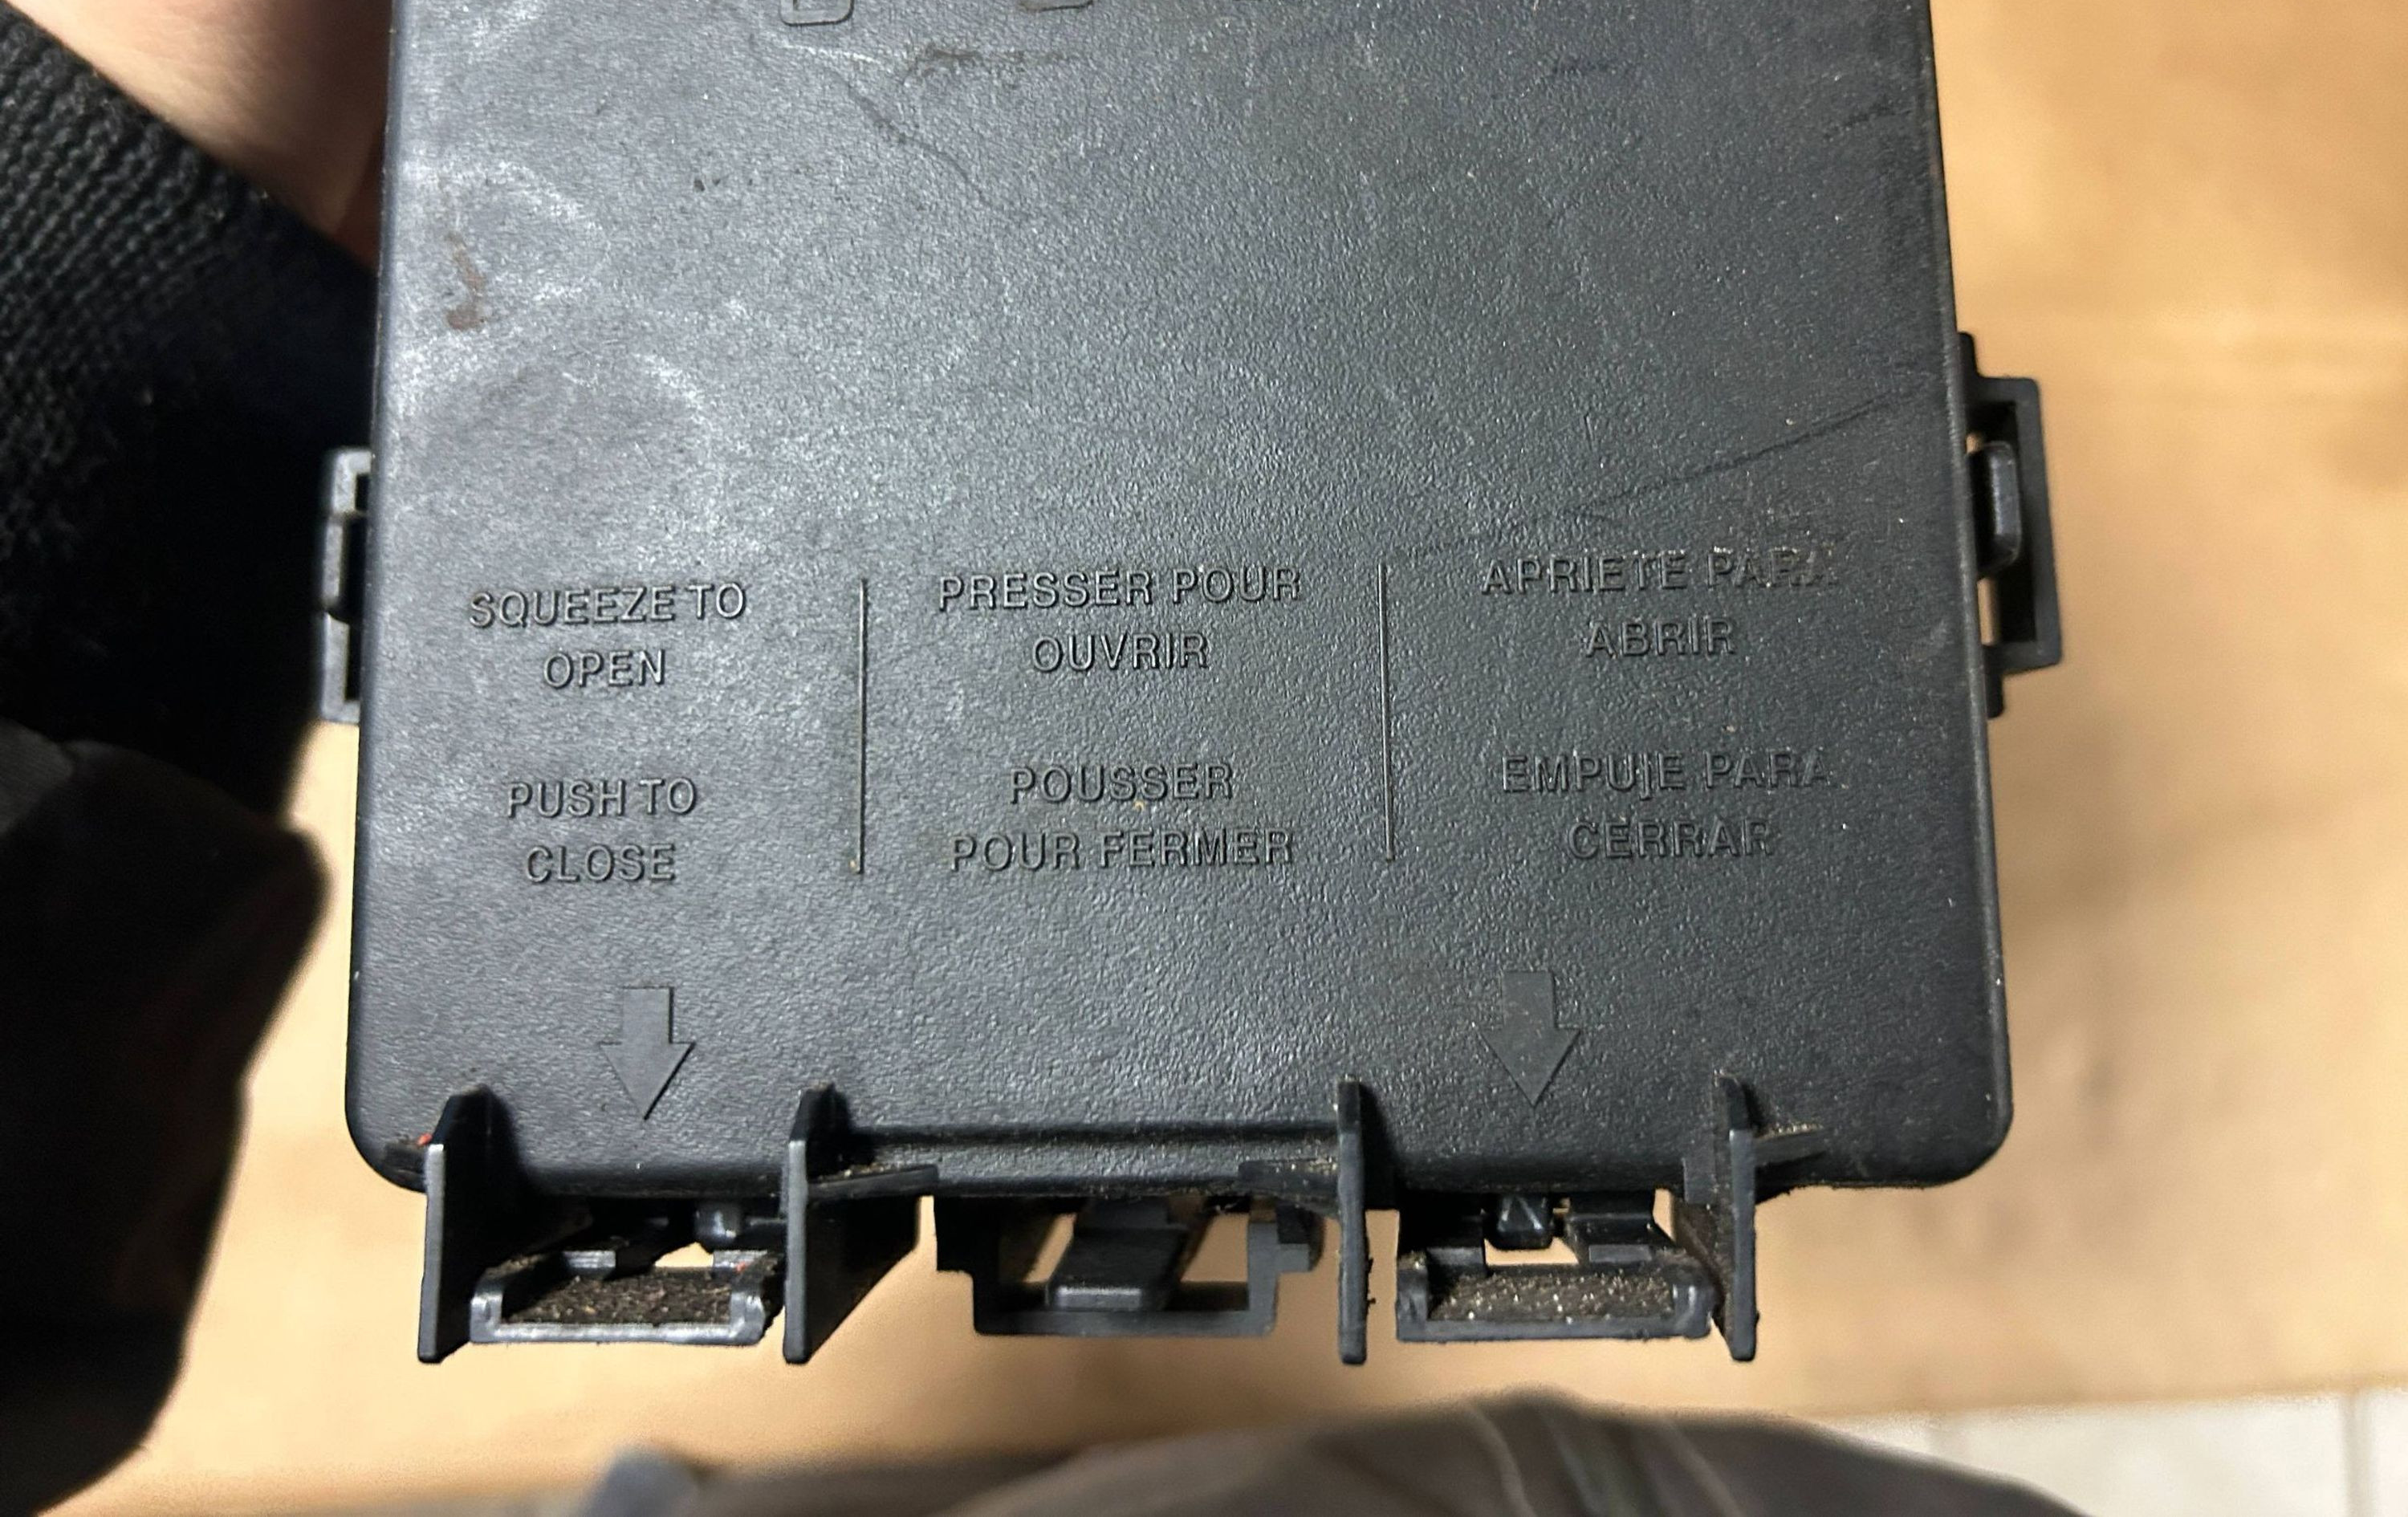 SQUEEZE TO
OPEN
PUSH TO
CLOSE
PRESSER POUR
OUVRIR
POUSSER
POUR FERMER
APRIETE PARA
ABRIR
EMPUJE PARA
CERRAR